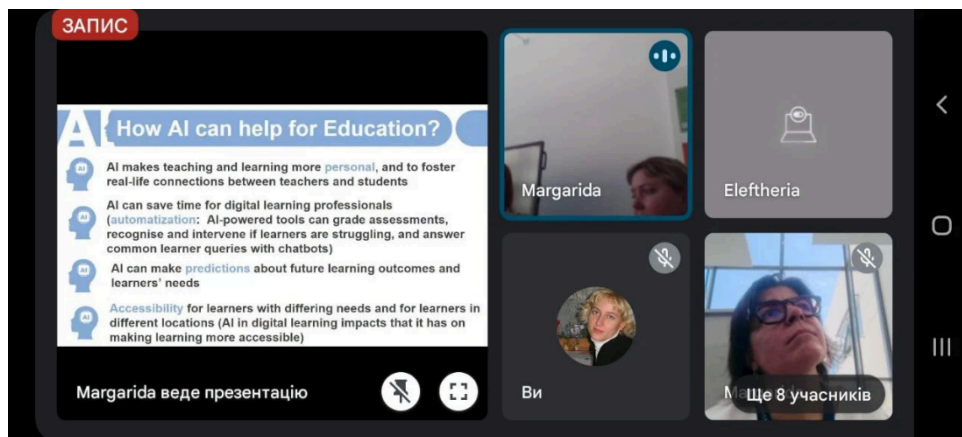 ЗАПИС
AI How AI can help for Education?
AI
AI makes teaching and learning more personal, and to foster
real-life connections between teachers and students
AI
AI can save time for digital learning professionals
(automatization: AI-powered tools can grade assessments,
recognise and intervene if learners are struggling, and answer
common learner queries with chatbots)
AI
AI can make predictions about future learning outcomes and
learners' needs
AI
Accessibility for learners with differing needs and for learners in
different locations (AI in digital learning impacts that it has on
making learning more accessible)
Margarida веде презентацію
Margarida
Eleftheria
Ви
Ще 8 учасників